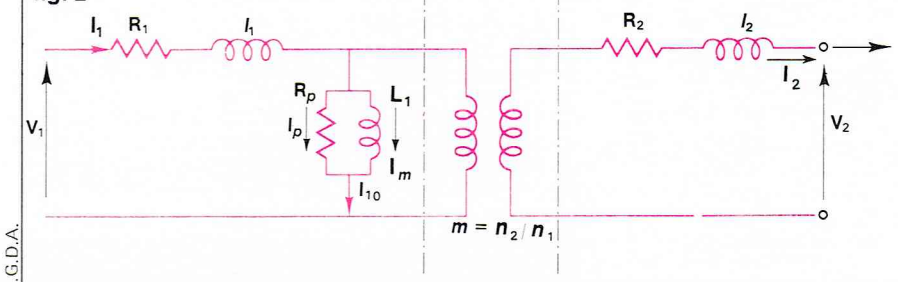 I₁ R₁ l₁ R₂ l₂
I₂
Rₚ L₁
Iₚ
V₁ V₂
Iₘ
I₁₀
m = n₂ / n₁
.G.D.A.